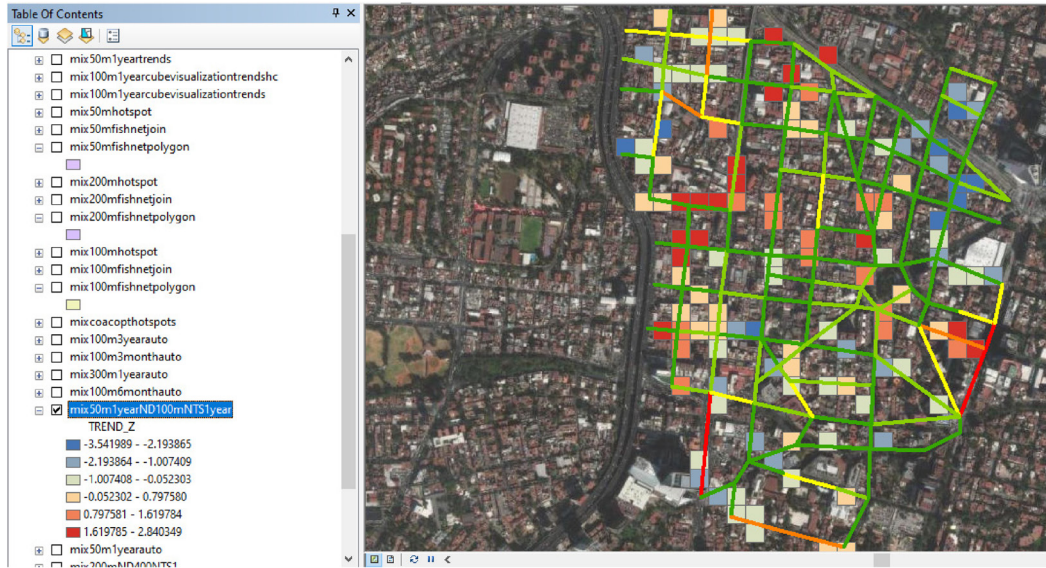 Table Of Contents
mix50m1yeartrends
mix100m1yearcubevisualizationtrendshc
mix100m1yearcubevisualizationtrends
mix50mhotspot
mix50mfishnetjoin
mix50mfishnetpolygon
mix200mhotspot
mix200mfishnetjoin
mix200mfishnetpolygon
mix100mhotspot
mix100mfishnetjoin
mix100mfishnetpolygon
mixcoacopthotspots
mix100m3yearauto
mix100m3monthauto
mix300m1yearauto
mix100m6monthauto
mix50m1yearND100mNTS1year
TREND_Z
-3.541989 - -2.193865
-2.193864 - -1.007409
-1.007408 - -0.052303
-0.052302 - 0.797580
0.797581 - 1.619784
1.619785 - 2.840349
mix50m1yearauto
mix200mND400NTS1